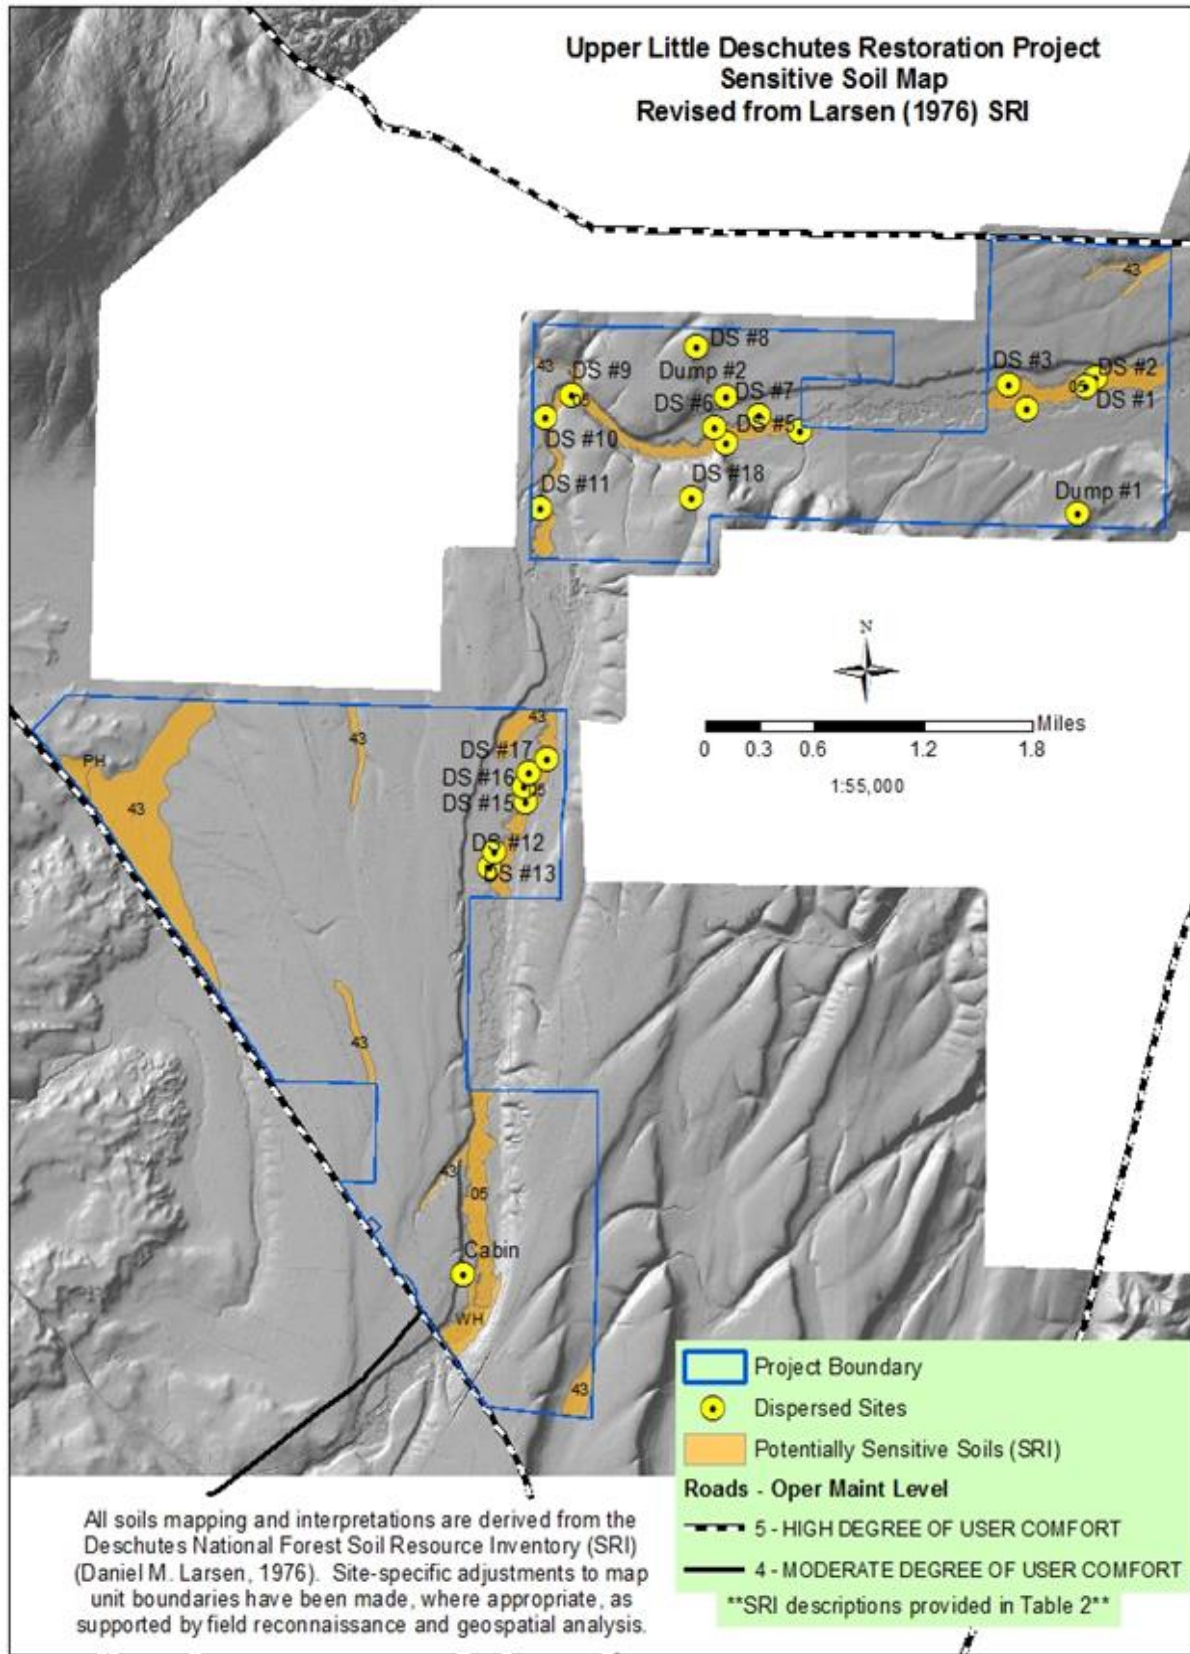 Upper Little Deschutes Restoration Project
Sensitive Soil Map
Revised from Larsen (1976) SRI
43
DS #8
43
DS #9
Dump #2
DS #3
DS #2
05
DS #7
05
DS #6
DS #1
DS #10
DS #5
DS #18
DS #11
Dump #1
N
Miles
0 0.3 0.6 1.2 1.8
1:55,000
43
43
DS #17
PH
DS #16
05
43
DS #15
DS #12
DS #13
43
43
05
Cabin
WH
43
Project Boundary
Dispersed Sites
Potentially Sensitive Soils (SRI)
Roads - Oper Maint Level
5 - HIGH DEGREE OF USER COMFORT
4 - MODERATE DEGREE OF USER COMFORT
**SRI descriptions provided in Table 2**
All soils mapping and interpretations are derived from the
Deschutes National Forest Soil Resource Inventory (SRI)
(Daniel M. Larsen, 1976). Site-specific adjustments to map
unit boundaries have been made, where appropriate, as
supported by field reconnaissance and geospatial analysis.